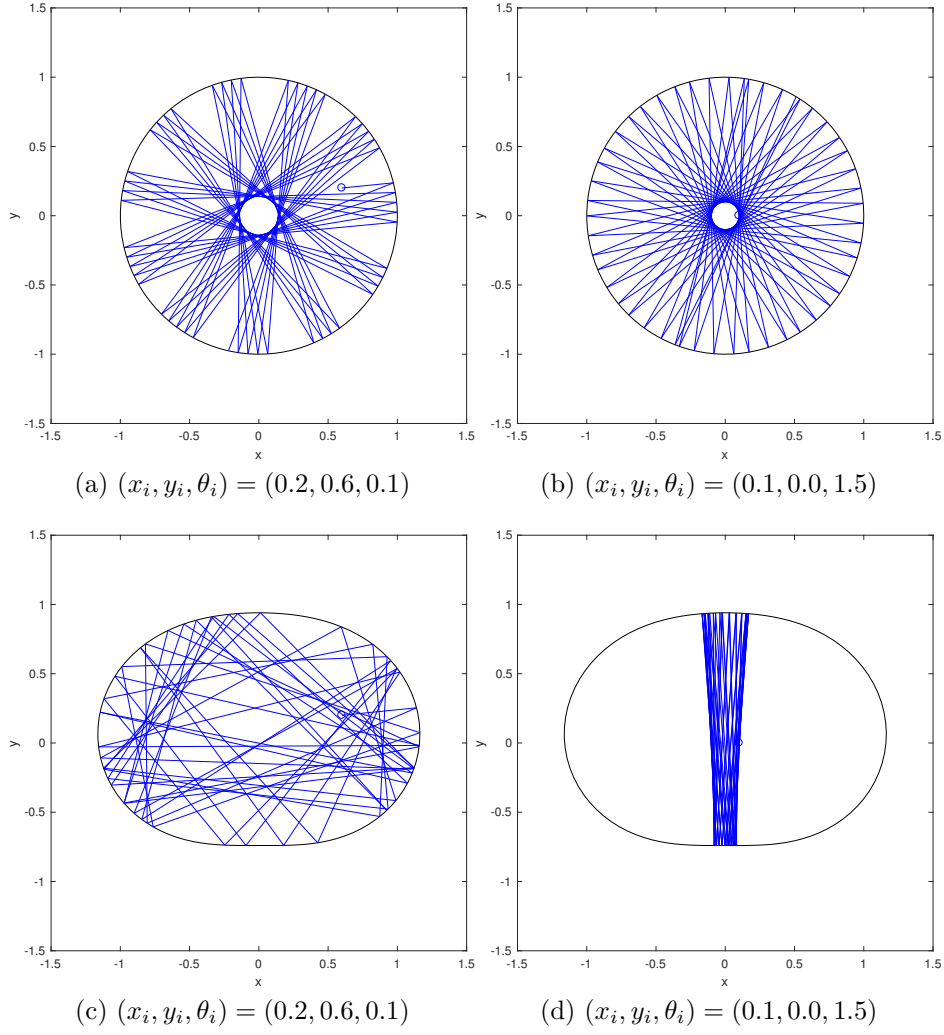 1.5
1
0.5
y
0
-0.5
-1
-1.5
-1.5 -1 -0.5 0 0.5 1 1.5
x
(a) (x_i, y_i, θ_i) = (0.2, 0.6, 0.1)
1.5
1
0.5
y
0
-0.5
-1
-1.5
-1.5 -1 -0.5 0 0.5 1 1.5
x
(b) (x_i, y_i, θ_i) = (0.1, 0.0, 1.5)
1.5
1
0.5
y
0
-0.5
-1
-1.5
-1.5 -1 -0.5 0 0.5 1 1.5
x
(c) (x_i, y_i, θ_i) = (0.2, 0.6, 0.1)
1.5
1
0.5
y
0
-0.5
-1
-1.5
-1.5 -1 -0.5 0 0.5 1 1.5
x
(d) (x_i, y_i, θ_i) = (0.1, 0.0, 1.5)